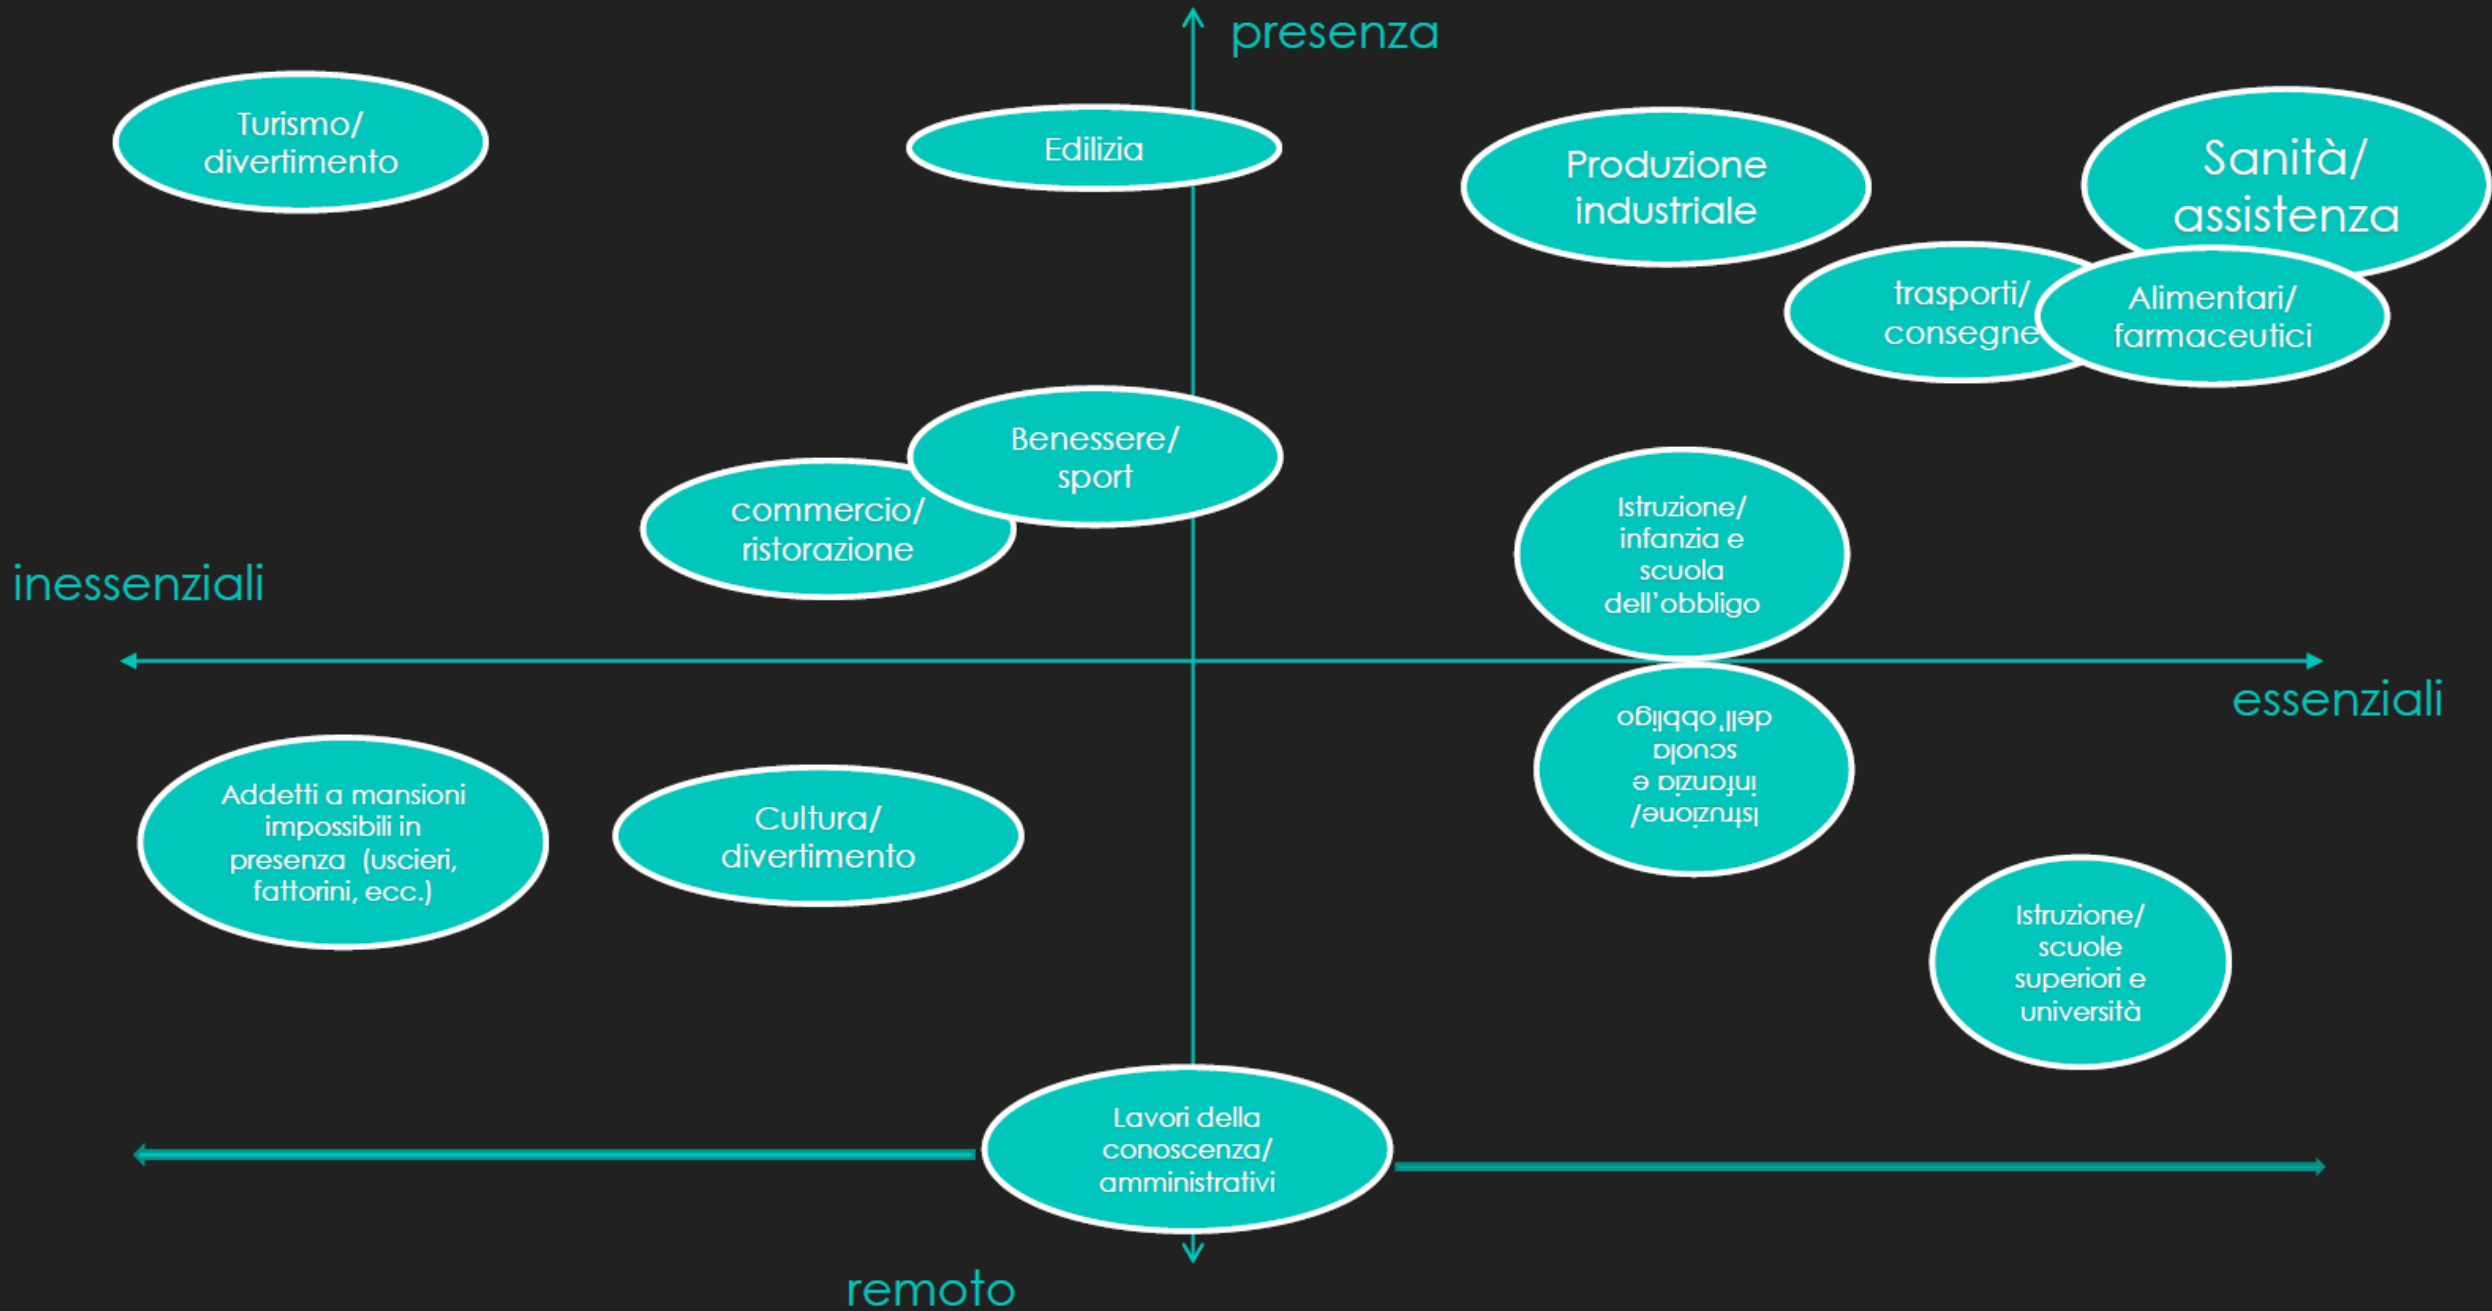 presenza
Turismo/
divertimento
Edilizia
Produzione
industriale
Sanità/
assistenza
trasporti/
consegne
Alimentari/
farmaceutici
Benessere/
sport
commercio/
ristorazione
Istruzione/
infanzia e
scuola
dell'obbligo
inessenziali
essenziali
Istruzione/
infanzia e
scuola
dell'obbligo
Addetti a mansioni
impossibili in
presenza (uscieri,
fattorini, ecc.)
Cultura/
divertimento
Istruzione/
scuole
superiori e
università
Lavori della
conoscenza/
amministrativi
remoto